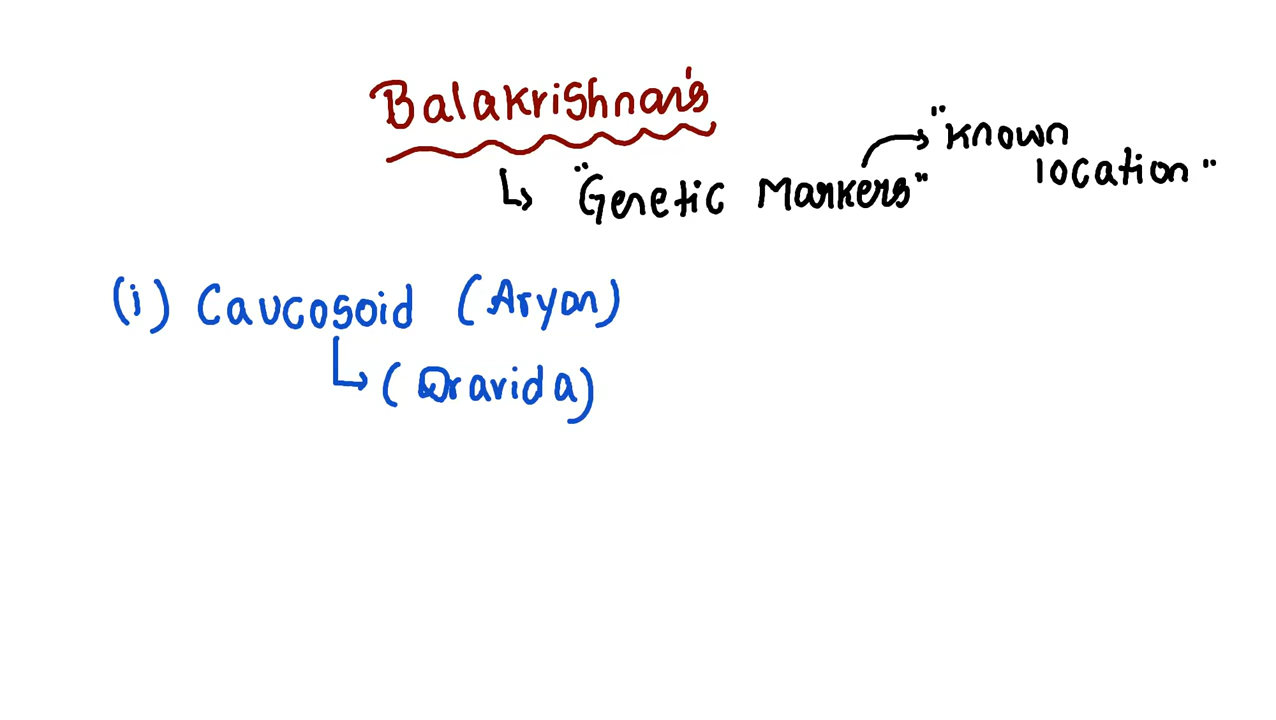 Balakrishnan's
"Genetic Markers"
"known
location"
(i) Caucosoid (Aryan)
(Dravida)